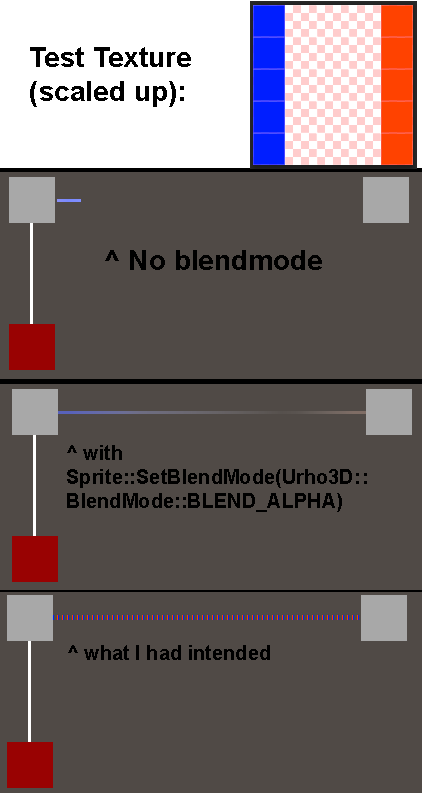 Test Texture
(scaled up):
^ No blendmode
^ with
Sprite::SetBlendMode(Urho3D::
BlendMode::BLEND_ALPHA)
^ what I had intended